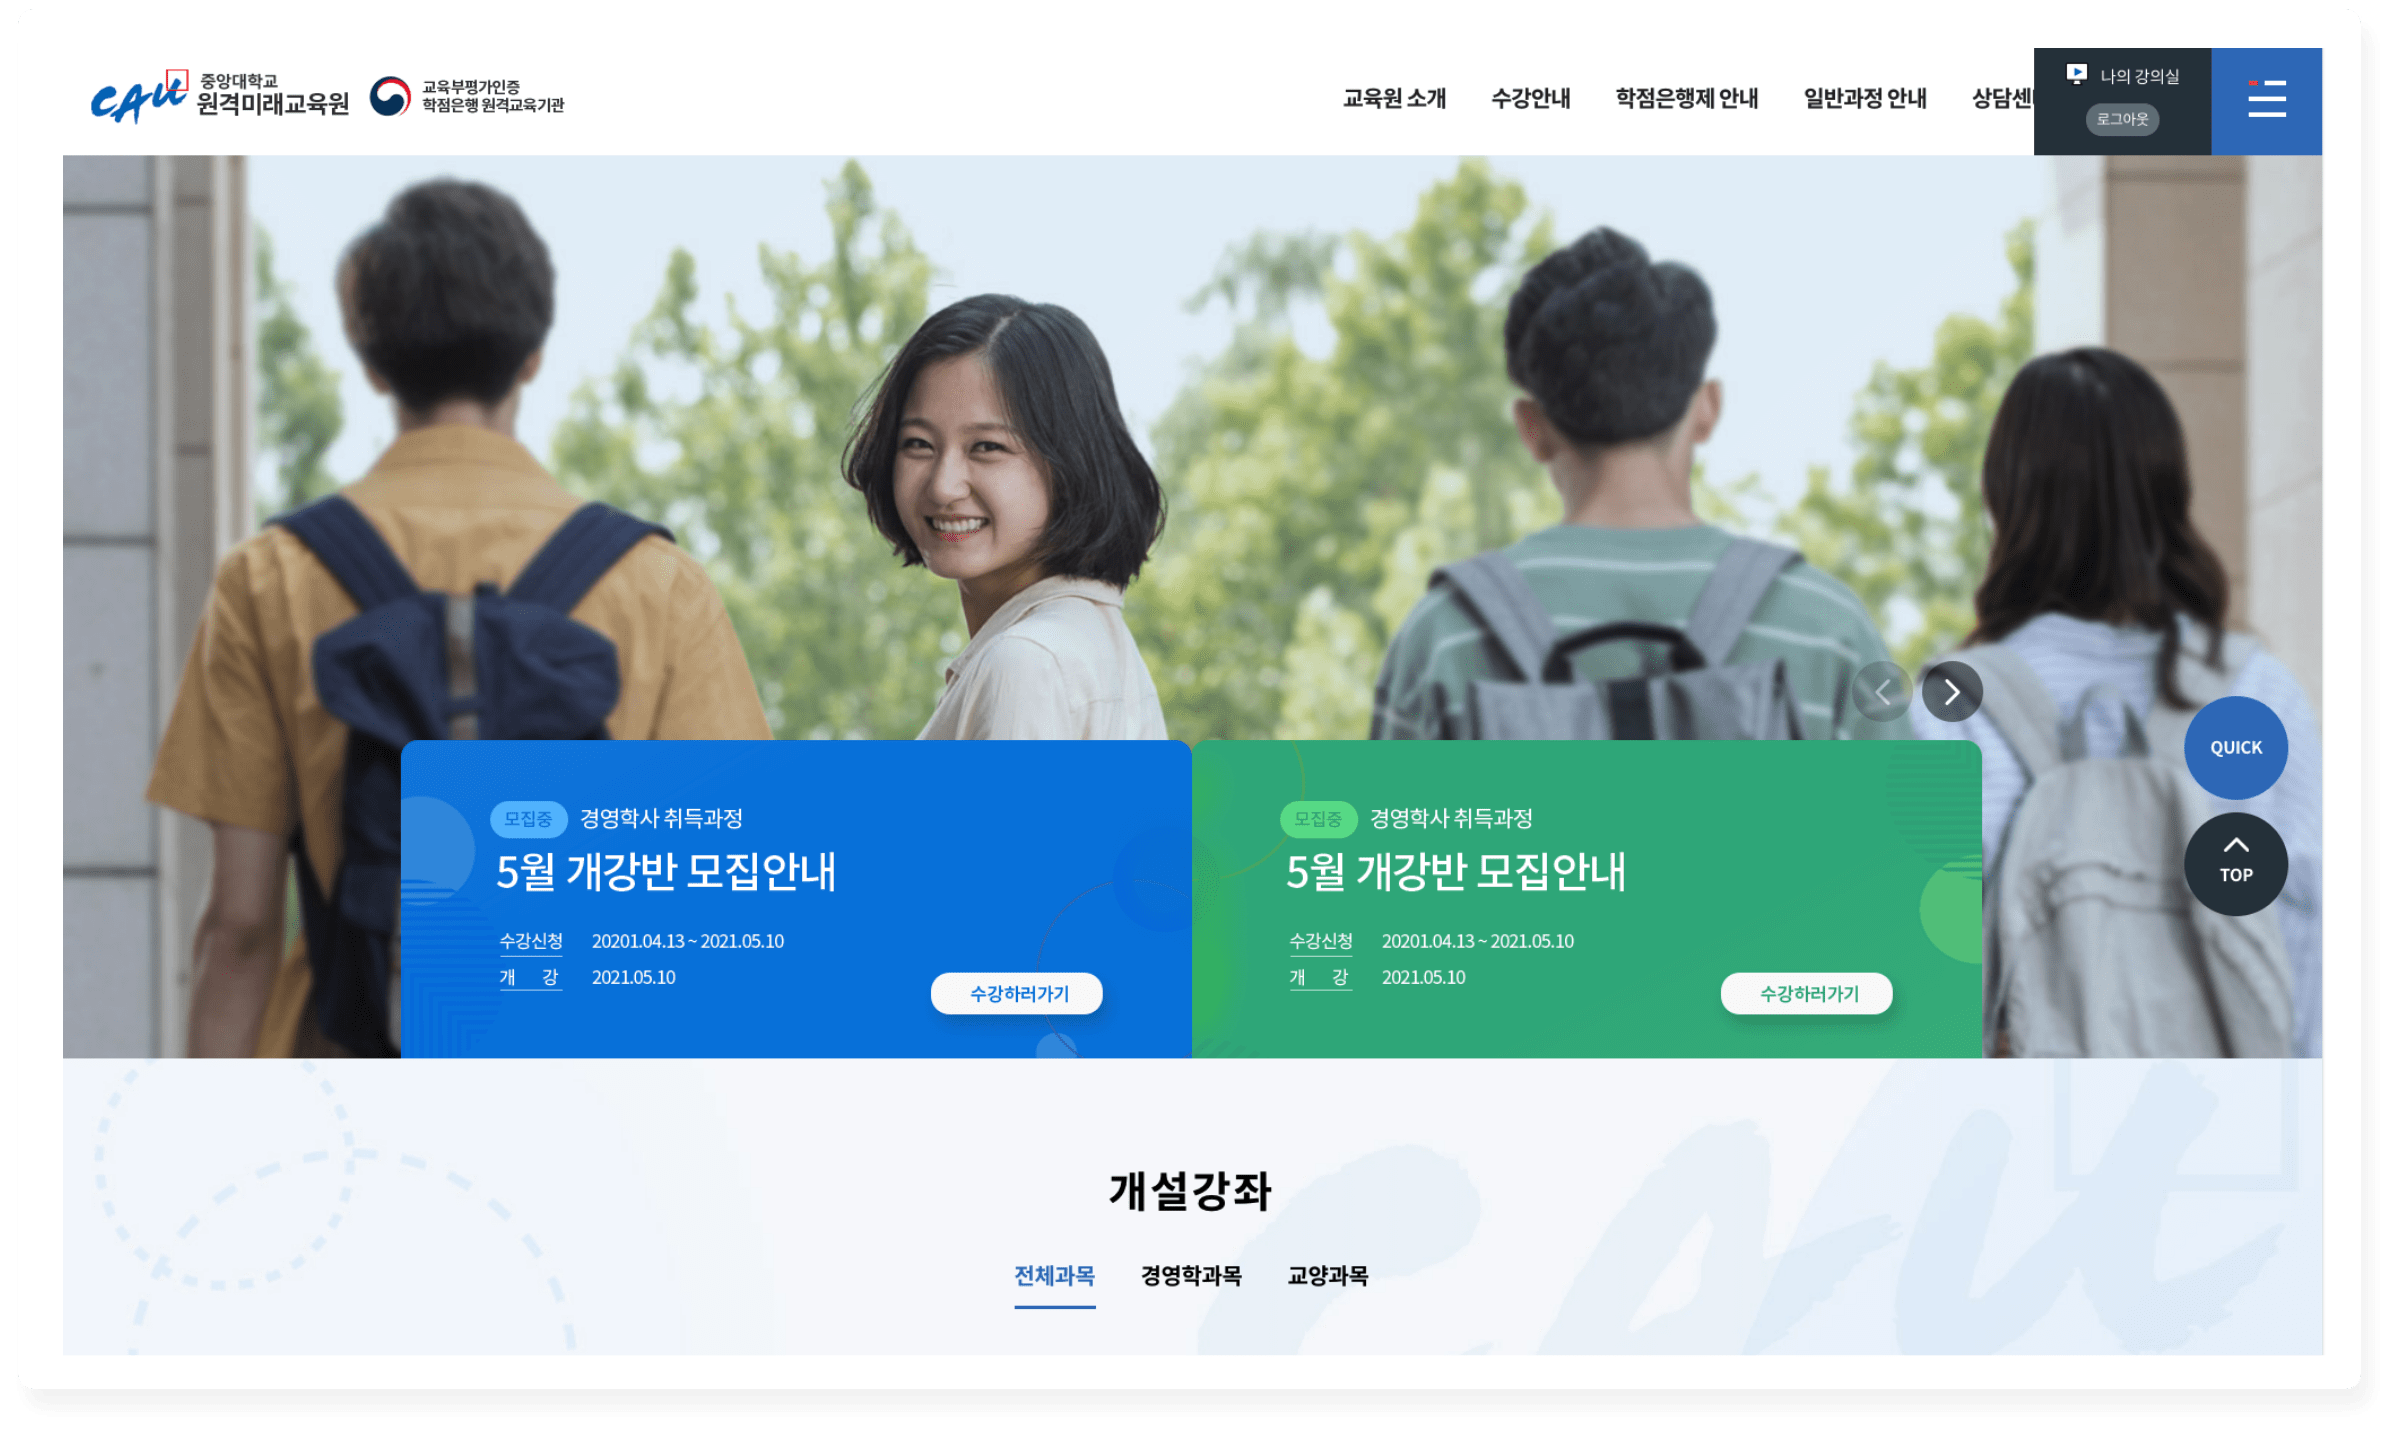 CAU 중앙대학교
원격미래교육원
교육부평가인증
학점은행 원격교육기관
교육원 소개
수강안내
학점은행제 안내
일반과정 안내
상담센
나의 강의실
로그아웃
모집중 경영학사 취득과정
5월 개강반 모집안내
수강신청 20201.04.13 ~ 2021.05.10
개 강 2021.05.10
수강하러가기
모집중 경영학사 취득과정
5월 개강반 모집안내
수강신청 20201.04.13 ~ 2021.05.10
개 강 2021.05.10
수강하러가기
QUICK
TOP
개설강좌
전체과목 경영학과목 교양과목
CAU